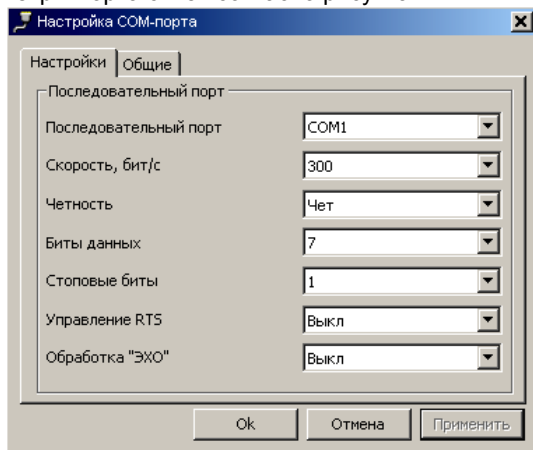 Настройка COM-порта
Настройки Общие
Последовательный порт
Последовательный порт COM1
Скорость, бит/с 300
Четность Чет
Биты данных 7
Стоповые биты 1
Управление RTS Выкл
Обработка "ЭХО" Выкл
Ok Отмена Применить